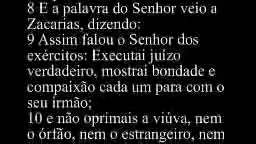 8 E a palavra do Senhor veio a
Zacarias, dizendo:
9 Assim falou o Senhor dos
exércitos: Executai juízo
verdadeiro, mostrai bondade e
compaixão cada um para com o
seu irmão;
10 e não oprimais a viúva, nem
o órfão, nem o estrangeiro, nem